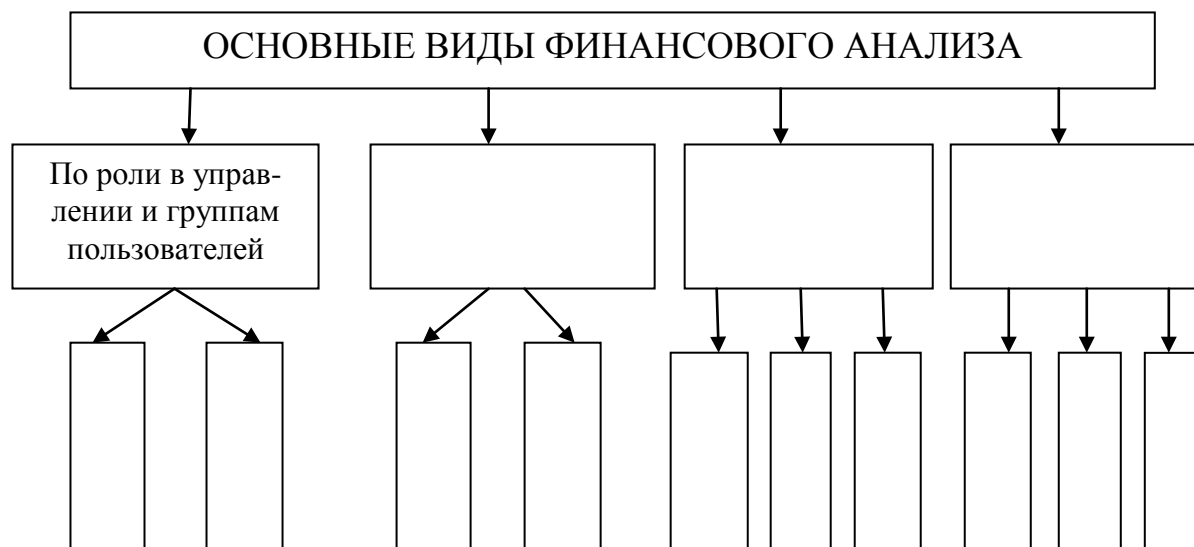 ОСНОВНЫЕ ВИДЫ ФИНАНСОВОГО АНАЛИЗА
По роли в управ-
лении и группам
пользователей